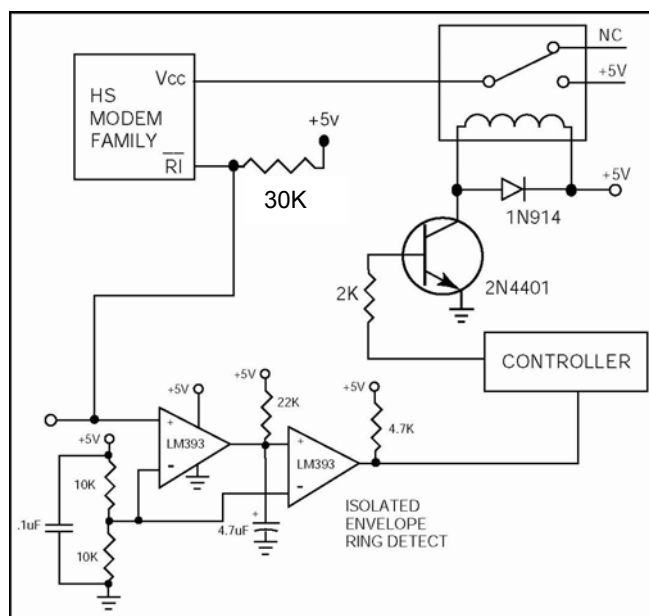 NC
Vcc
+5V
HS
MODEM
FAMILY
+5v
RI
30K
+5V
1N914
2K
2N4401
CONTROLLER
+5V
+5V
22K
+5V
4.7K
+
LM393
-
+5V
10K
+
LM393
-
.1uF
10K
+
4.7uF
ISOLATED
ENVELOPE
RING DETECT